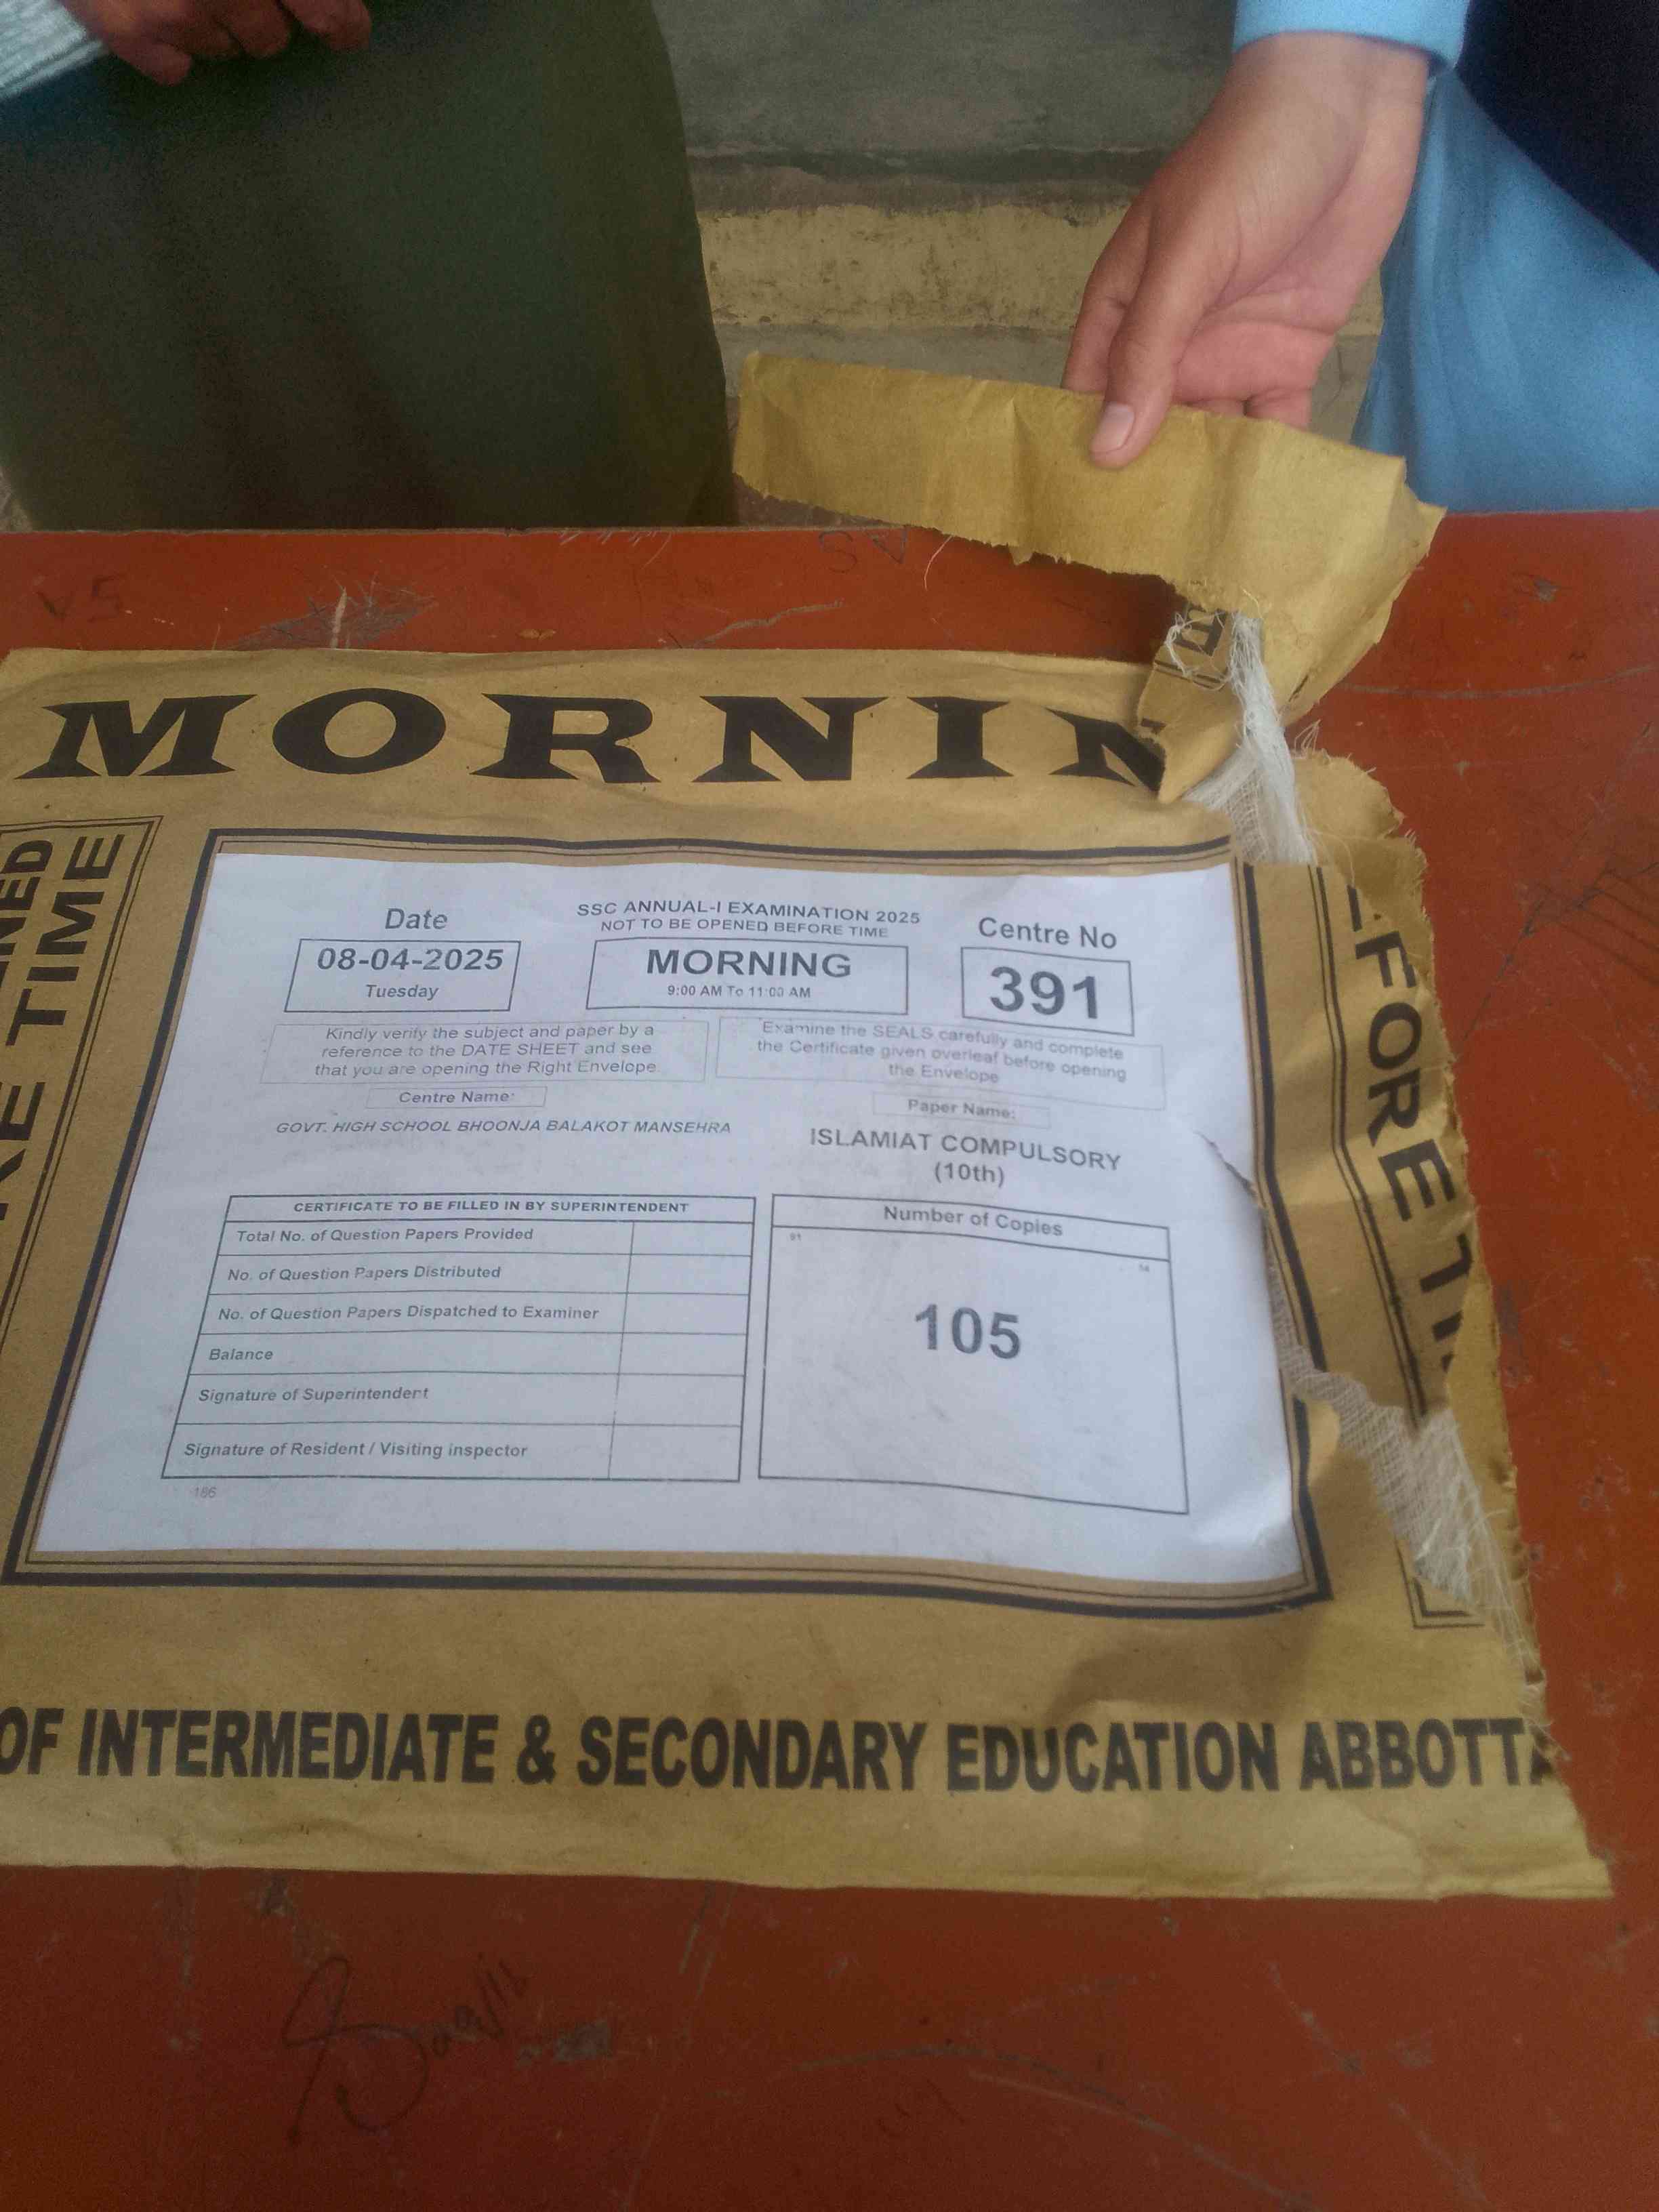 MORNIN
NED
RE TIME
EFORE TI
Date
08-04-2025
Tuesday
SSC ANNUAL-I EXAMINATION 2025
NOT TO BE OPENED BEFORE TIME
MORNING
9:00 AM To 11:00 AM
Centre No
391
Kindly verify the subject and paper by a
reference to the DATE SHEET and see
that you are opening the Right Envelope.
Examine the SEALS carefully and complete
the Certificate given overleaf before opening
the Envelope
Centre Name:
GOVT. HIGH SCHOOL BHOONJA BALAKOT MANSEHRA
Paper Name:
ISLAMIAT COMPULSORY
(10th)
CERTIFICATE TO BE FILLED IN BY SUPERINTENDENT
Total No. of Question Papers Provided
No. of Question Papers Distributed
No. of Question Papers Dispatched to Examiner
Balance
Signature of Superintendent
Signature of Resident / Visiting inspector
186
Number of Copies
91
14
105
OF INTERMEDIATE & SECONDARY EDUCATION ABBOTTA